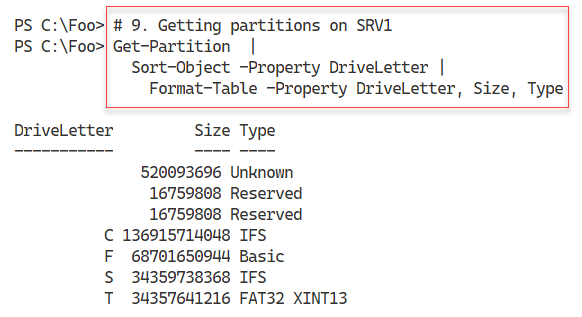 PS C:\Foo> # 9. Getting partitions on SRV1
PS C:\Foo> Get-Partition  |
             Sort-Object -Property DriveLetter |
               Format-Table -Property DriveLetter, Size, Type

DriveLetter         Size Type
-----------         ---- ----
               520093696 Unknown
                16759808 Reserved
                16759808 Reserved
          C 136915714048 IFS
          F  68701650944 Basic
          S  34359738368 IFS
          T  34357641216 FAT32 XINT13